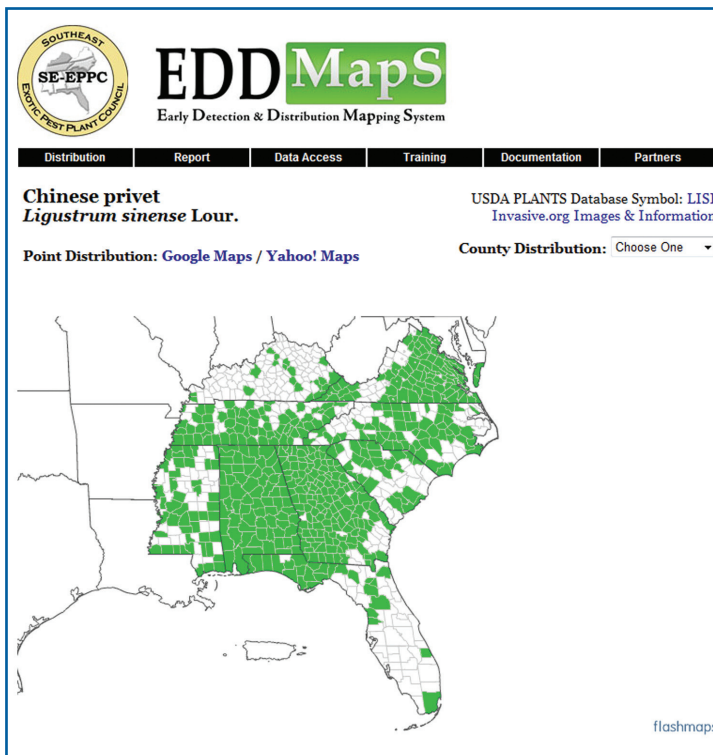 SOUTHEAST
SE-EPPC
EXOTIC PEST PLANT COUNCIL
EDDMapS
Early Detection & Distribution Mapping System
Distribution Report Data Access Training Documentation Partners
Chinese privet
Ligustrum sinense Lour.
USDA PLANTS Database Symbol: LISI
Invasive.org Images & Information
Point Distribution: Google Maps / Yahoo! Maps
County Distribution: Choose One
flashmaps